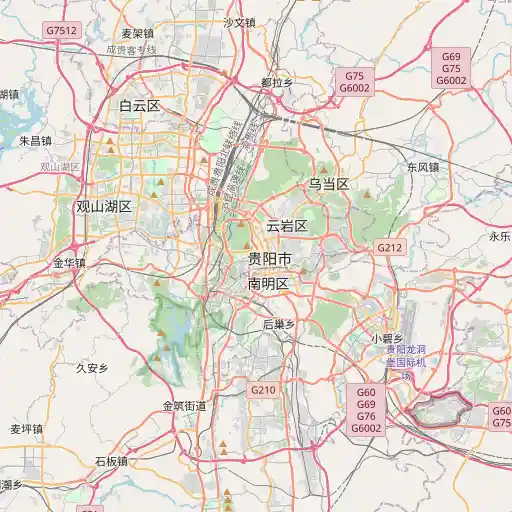 沙文镇
G7512
麦架镇
成贵客专线
G69
G75
G6002
G75
G6002
都拉乡
湖镇
白云区
朱昌镇
观山湖区
东风镇
乌当区
观山湖区
云岩区
永乐
G212
贵阳市
金华镇
南明区
后巢乡
小碧乡
贵阳龙洞
堡国际机
场
久安乡
G210
G60
G69
G76
G6002
金筑街道
G60
G75
麦坪镇
石板镇
潮乡